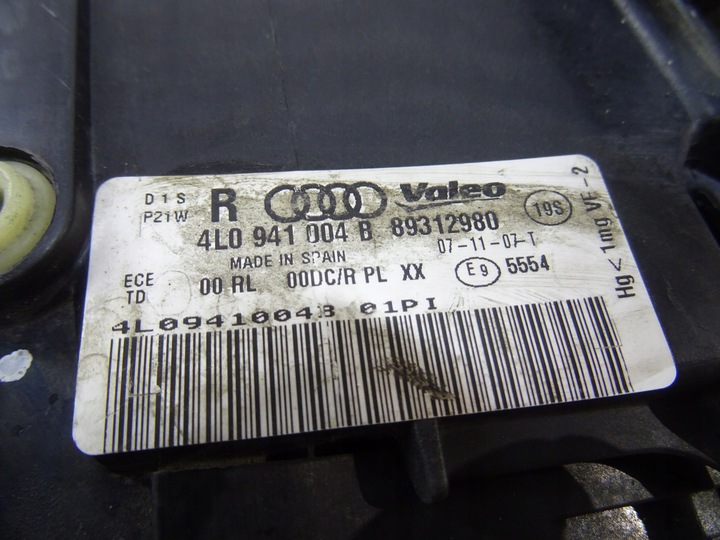 D1S
P21W
R Valeo
4L0 941 004 B 89312980
MADE IN SPAIN 07-11-07-T
19S
ECE
TD
00 RL 00DC/R PL XX E9 5554
Hg < 1mg VF-2
4L0941004B 01PI